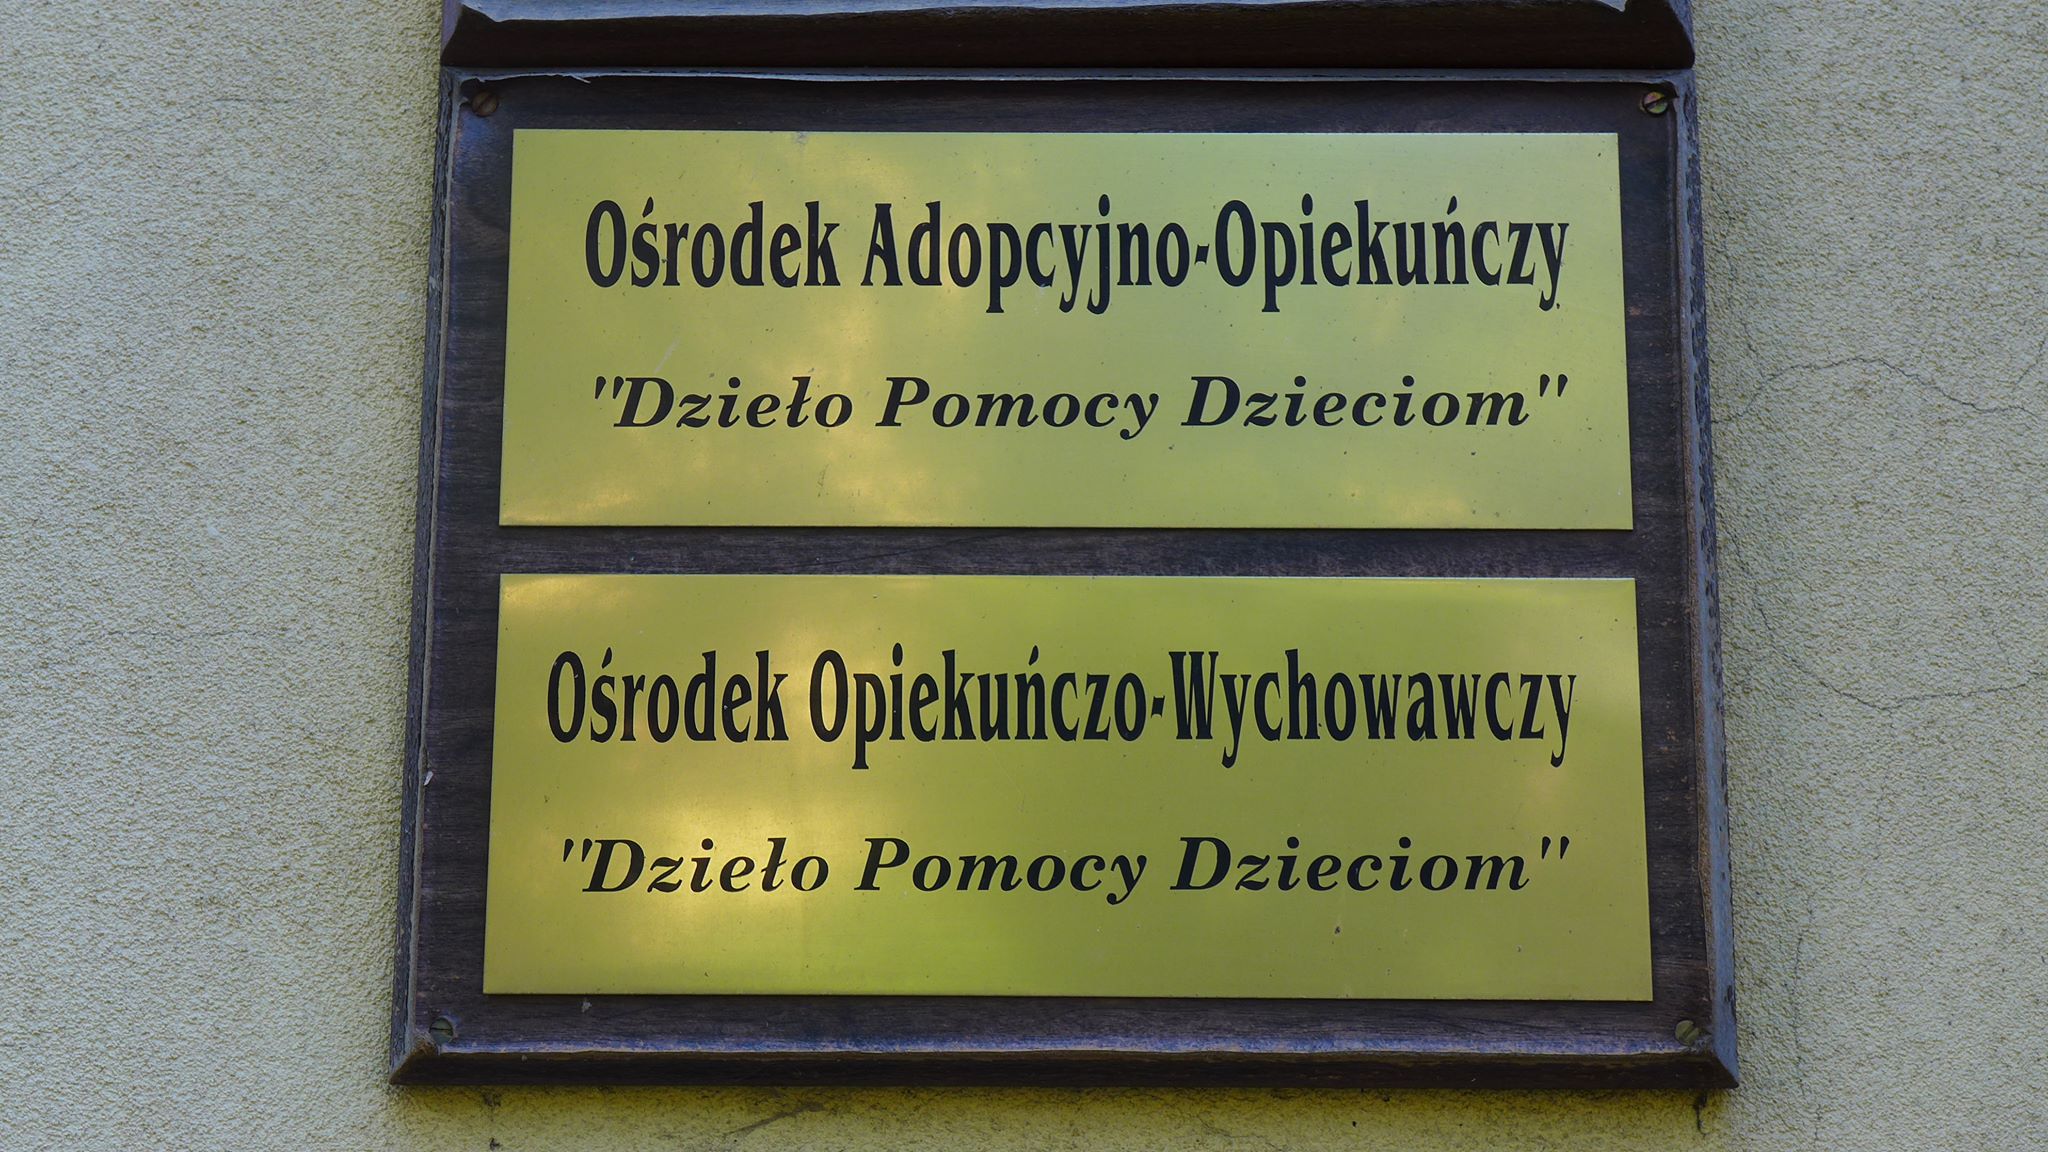 Ośrodek Adopcyjno-Opiekuńczy
"Dzieło Pomocy Dzieciom"
Ośrodek Opiekuńczo-Wychowawczy
"Dzieło Pomocy Dzieciom"